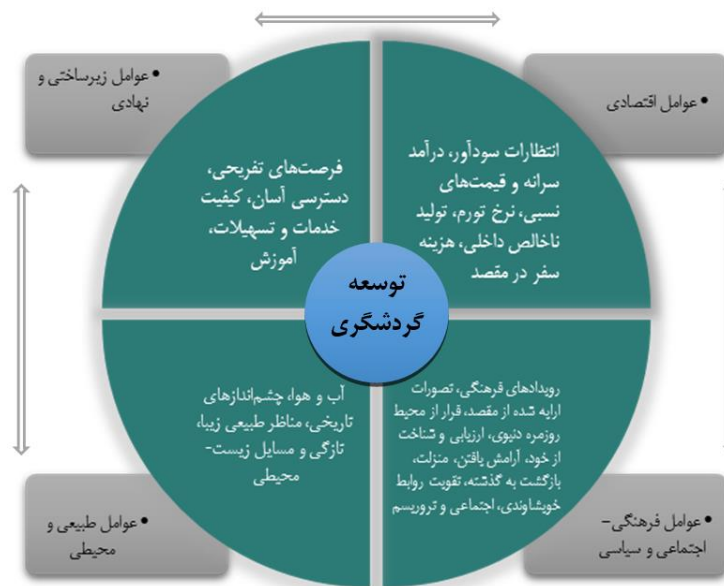 • عوامل اقتصادی
• عوامل زیرساختی و
نهادی
انتظارات سودآور، درآمد
سرانه و قیمت‌های
نسبی، نرخ تورم، تولید
ناخالص داخلی، هزینه
سفر در مقصد
فرصت‌های تفریحی،
دسترسی آسان، کیفیت
خدمات و تسهیلات،
آموزش
توسعه
گردشگری
رویدادهای فرهنگی، تصورات
ارایه شده از مقصد، فرار از محیط
روزمره دنیوی، ارزیابی و شناخت
از خود، آرامش یافتن، منزلت،
بازگشت به گذشته، تقویت روابط
خویشاوندی، اجتماعی و تروریسم
آب و هوا، چشم‌اندازهای
تاریخی، مناظر طبیعی زیبا،
تازگی و مسایل زیست-
محیطی
• عوامل فرهنگی-
اجتماعی و سیاسی
• عوامل طبیعی و
محیطی